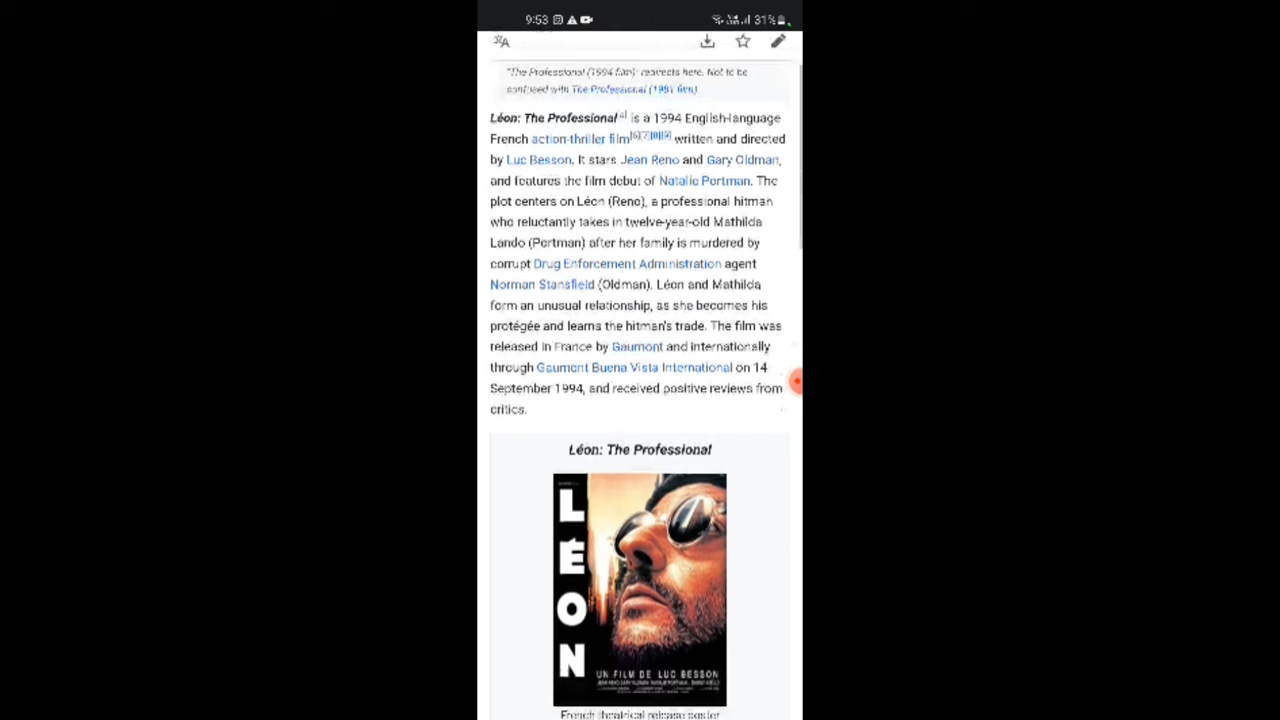 9:53 31%
"The Professional (1994 film)" redirects here. Not to be
confused with The Professional (1981 film).
Léon: The Professional[a] is a 1994 English-language
French action-thriller film[6][7][8][9] written and directed
by Luc Besson. It stars Jean Reno and Gary Oldman,
and features the film debut of Natalie Portman. The
plot centers on Léon (Reno), a professional hitman
who reluctantly takes in twelve-year-old Mathilda
Lando (Portman) after her family is murdered by
corrupt Drug Enforcement Administration agent
Norman Stansfield (Oldman). Léon and Mathilda
form an unusual relationship, as she becomes his
protégée and learns the hitman's trade. The film was
released in France by Gaumont and internationally
through Gaumont Buena Vista International on 14
September 1994, and received positive reviews from
critics.
Léon: The Professional
LÉON
UN FILM DE LUC BESSON
French theatrical release poster